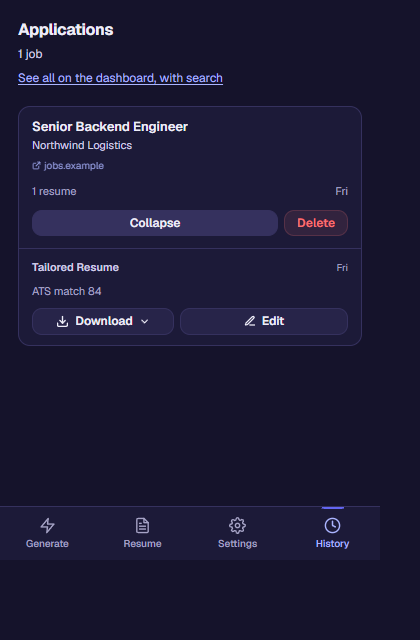 Applications
1 job
See all on the dashboard, with search
Senior Backend Engineer
Northwind Logistics
jobs.example
1 resume Fri
Collapse Delete
Tailored Resume Fri
ATS match 84
Download Edit
Generate Resume Settings History